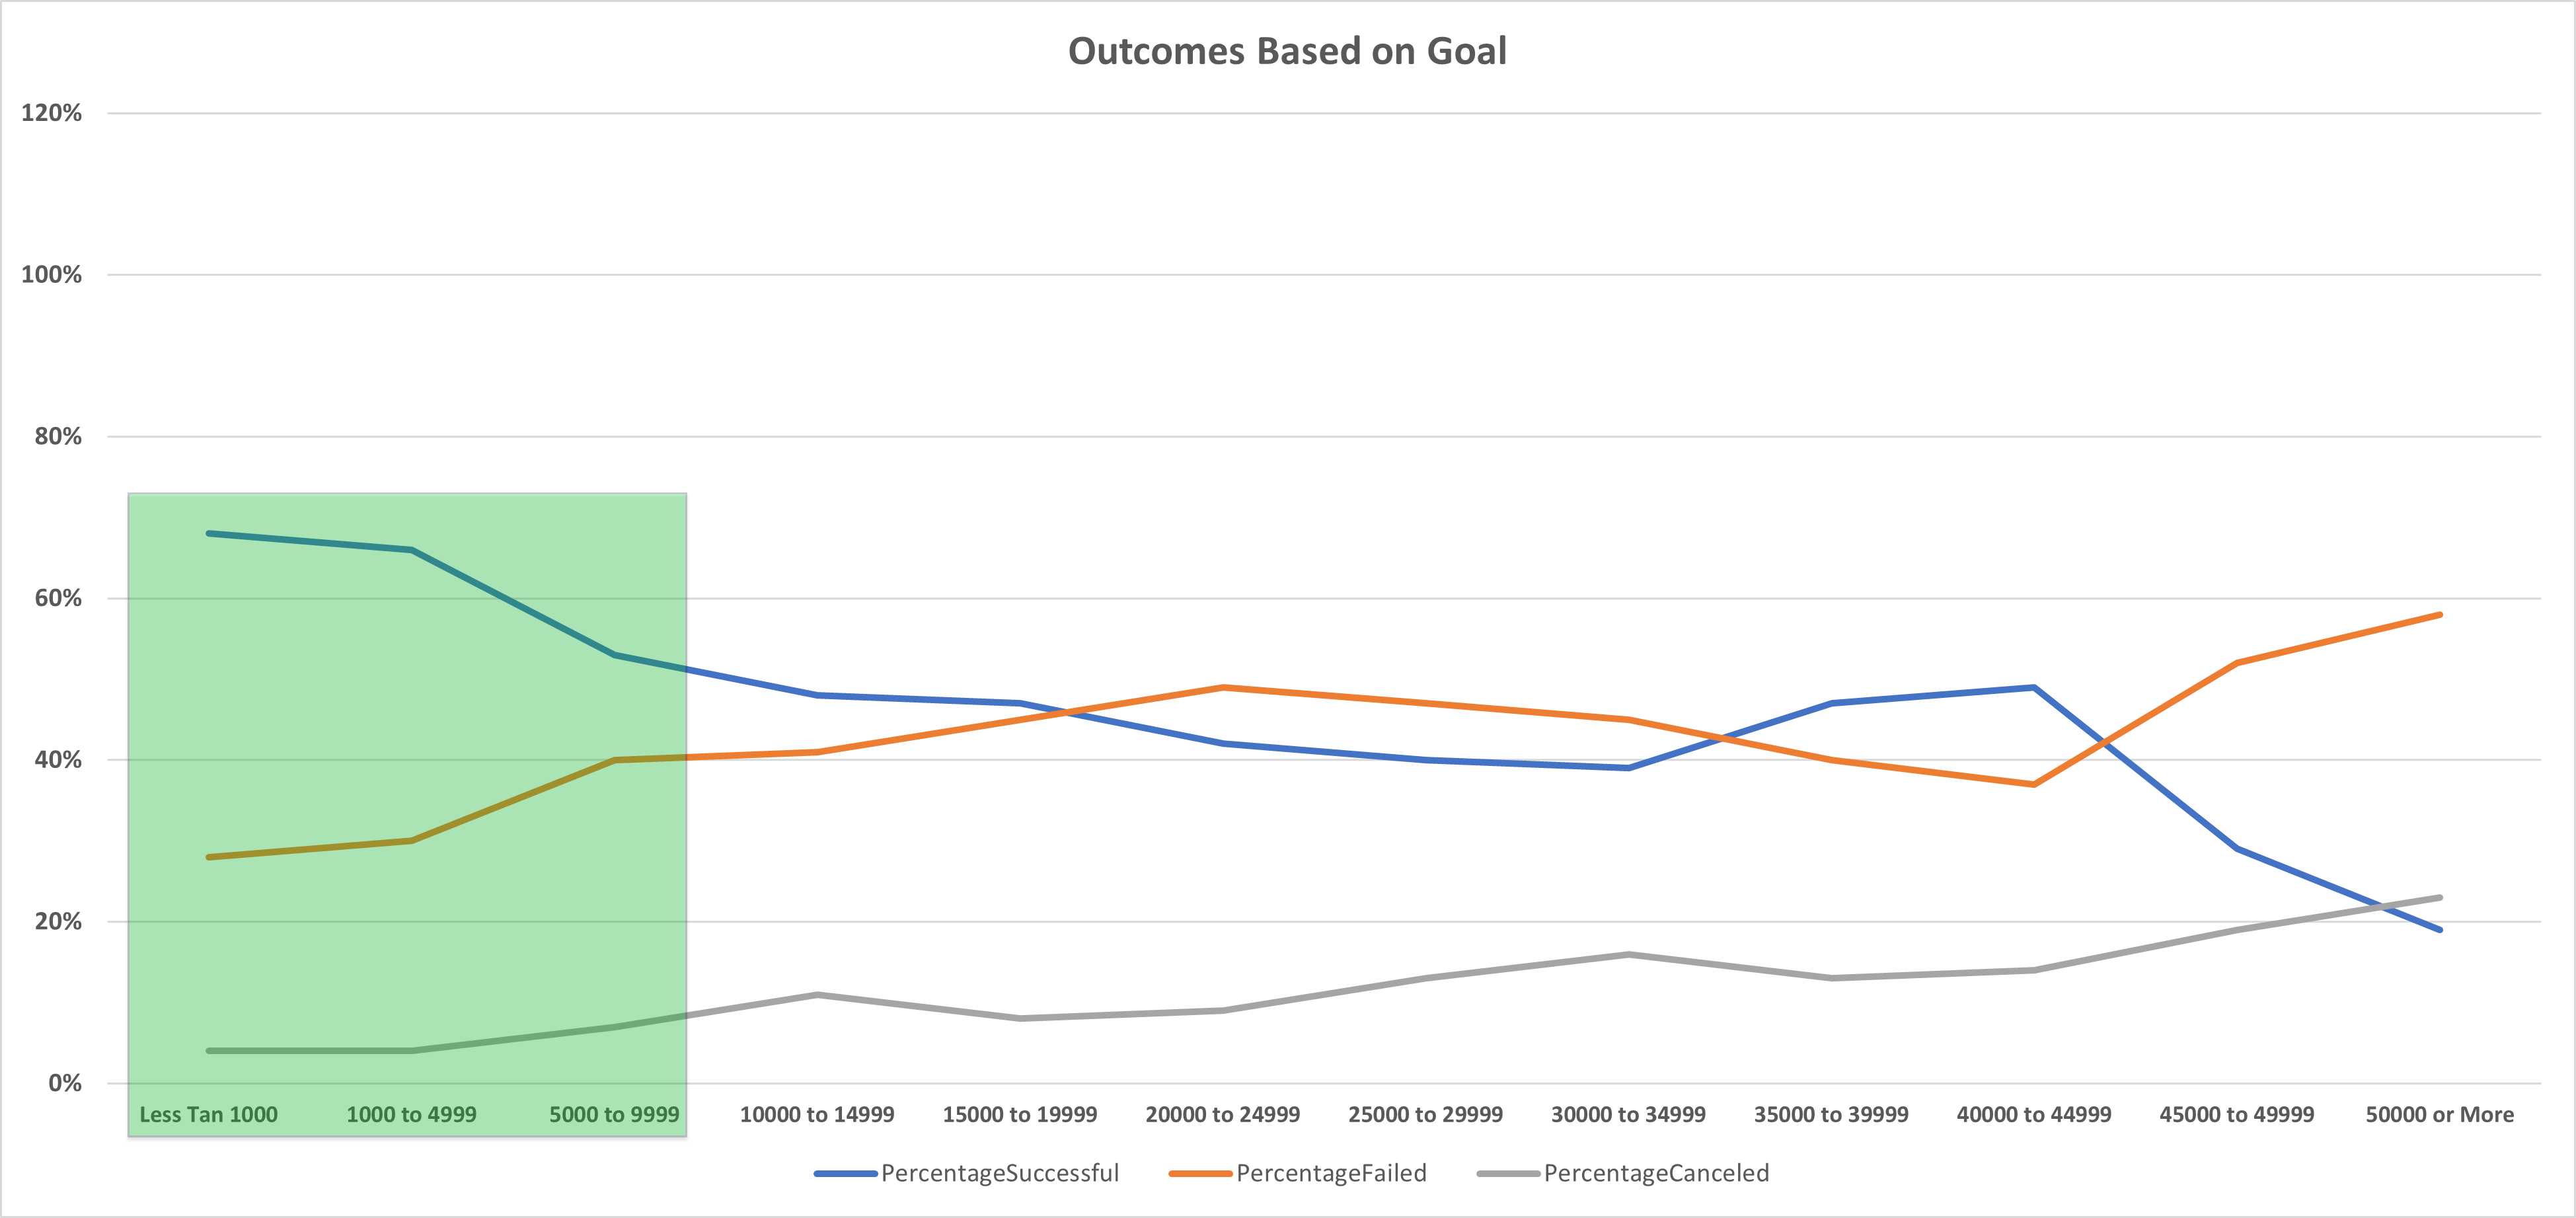 Outcomes Based on Goal
120%
100%
80%
60%
40%
20%
0%
Less Tan 1000 1000 to 4999 5000 to 9999 10000 to 14999 15000 to 19999 20000 to 24999 25000 to 29999 30000 to 34999 35000 to 39999 40000 to 44999 45000 to 49999 50000 or More
PercentageSuccessful PercentageFailed PercentageCanceled